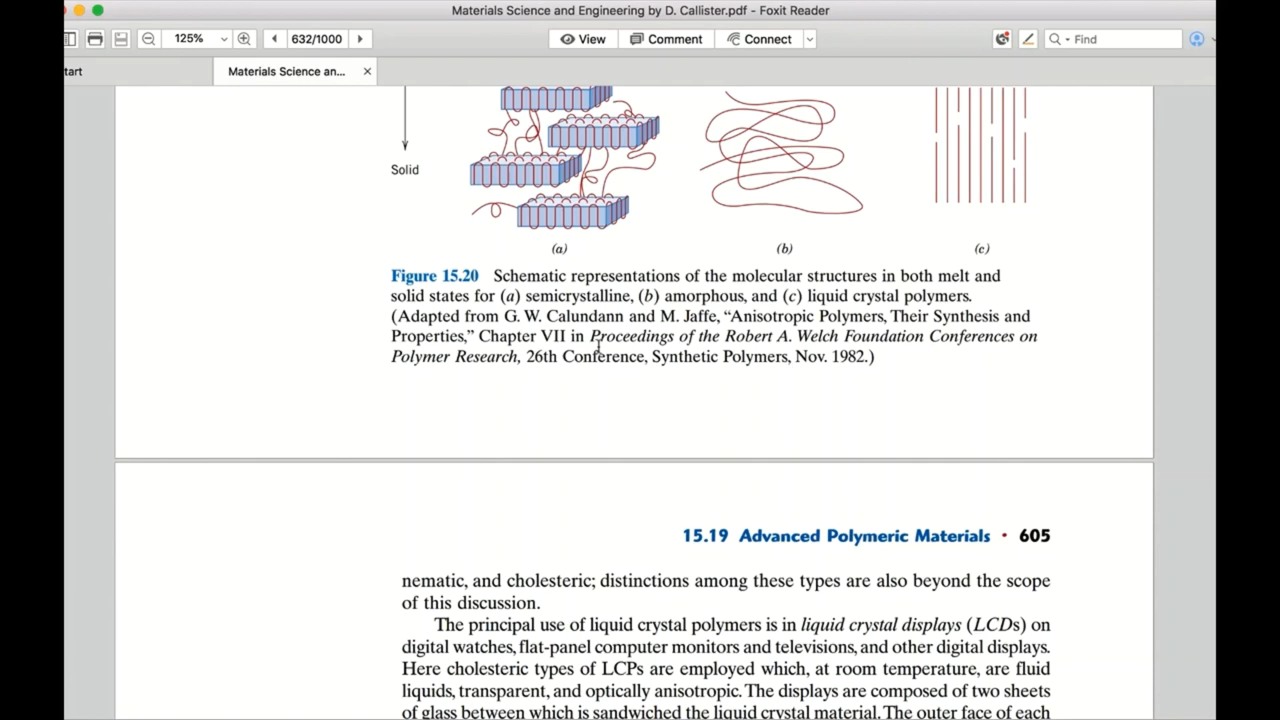 Materials Science and Engineering by D. Callister.pdf - Foxit Reader
125%
632/1000
View
Comment
Connect
Find
tart
Materials Science an...
Solid
(a)
(b)
(c)
Figure 15.20 Schematic representations of the molecular structures in both melt and
solid states for (a) semicrystalline, (b) amorphous, and (c) liquid crystal polymers.
(Adapted from G. W. Calundann and M. Jaffe, “Anisotropic Polymers, Their Synthesis and
Properties,” Chapter VII in Proceedings of the Robert A. Welch Foundation Conferences on
Polymer Research, 26th Conference, Synthetic Polymers, Nov. 1982.)
15.19 Advanced Polymeric Materials • 605
nematic, and cholesteric; distinctions among these types are also beyond the scope
of this discussion.
The principal use of liquid crystal polymers is in liquid crystal displays (LCDs) on
digital watches, flat-panel computer monitors and televisions, and other digital displays.
Here cholesteric types of LCPs are employed which, at room temperature, are fluid
liquids, transparent, and optically anisotropic. The displays are composed of two sheets
of glass between which is sandwiched the liquid crystal material. The outer face of each